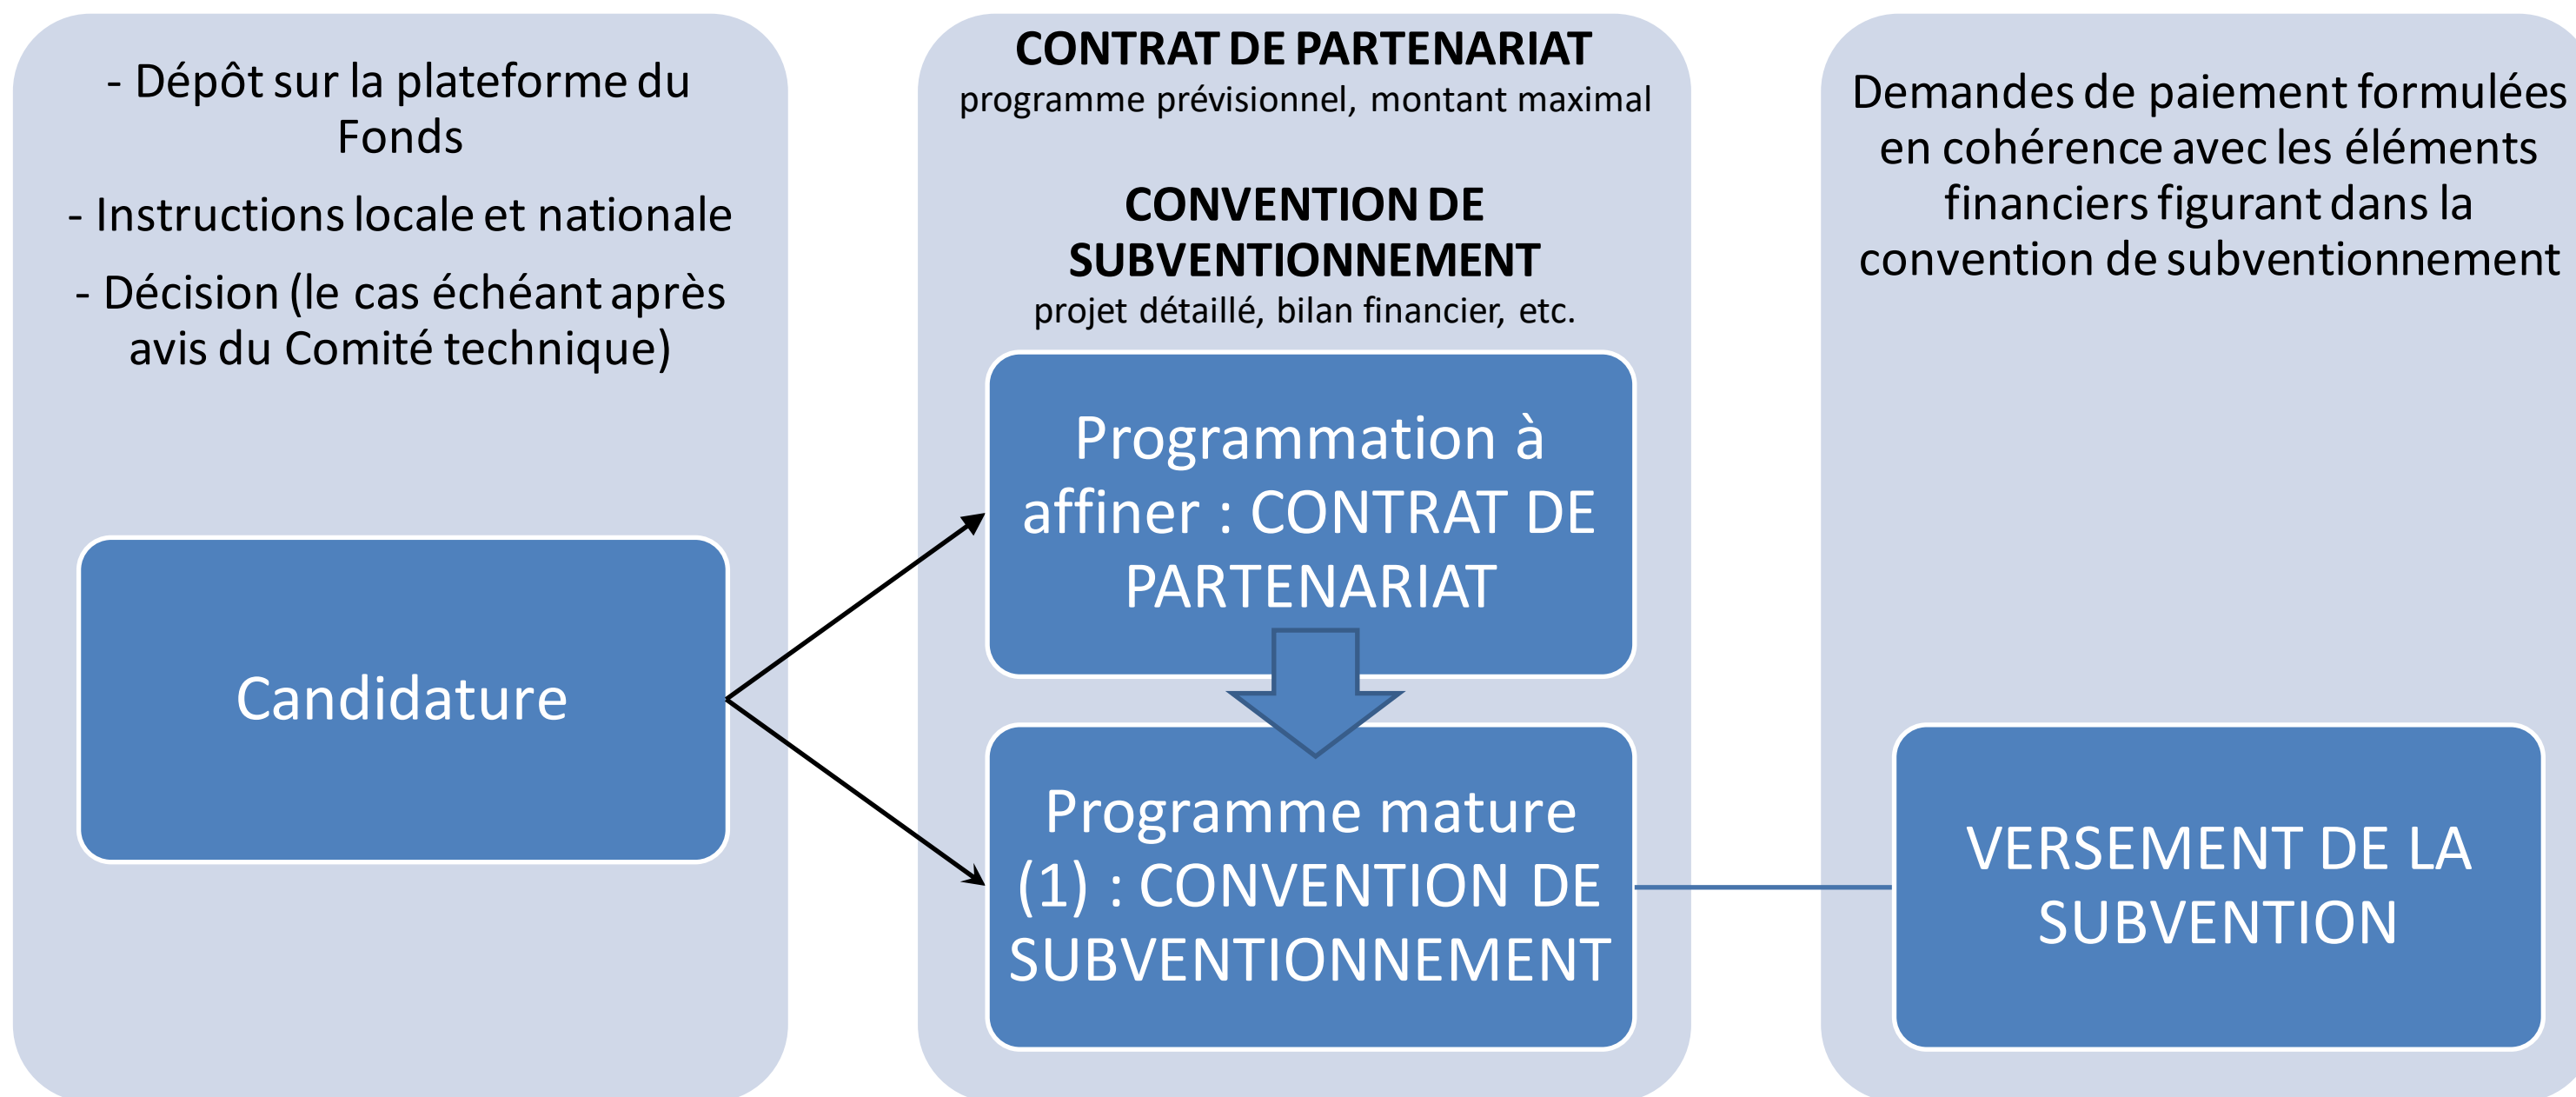 - Dépôt sur la plateforme du
Fonds
- Instructions locale et nationale
- Décision (le cas échéant après
avis du Comité technique)
Candidature
CONTRAT DE PARTENARIAT
programme prévisionnel, montant maximal
CONVENTION DE
SUBVENTIONNEMENT
projet détaillé, bilan financier, etc.
Programmation à
affiner : CONTRAT DE
PARTENARIAT
Programme mature
(1) : CONVENTION DE
SUBVENTIONNEMENT
Demandes de paiement formulées
en cohérence avec les éléments
financiers figurant dans la
convention de subventionnement
VERSEMENT DE LA
SUBVENTION